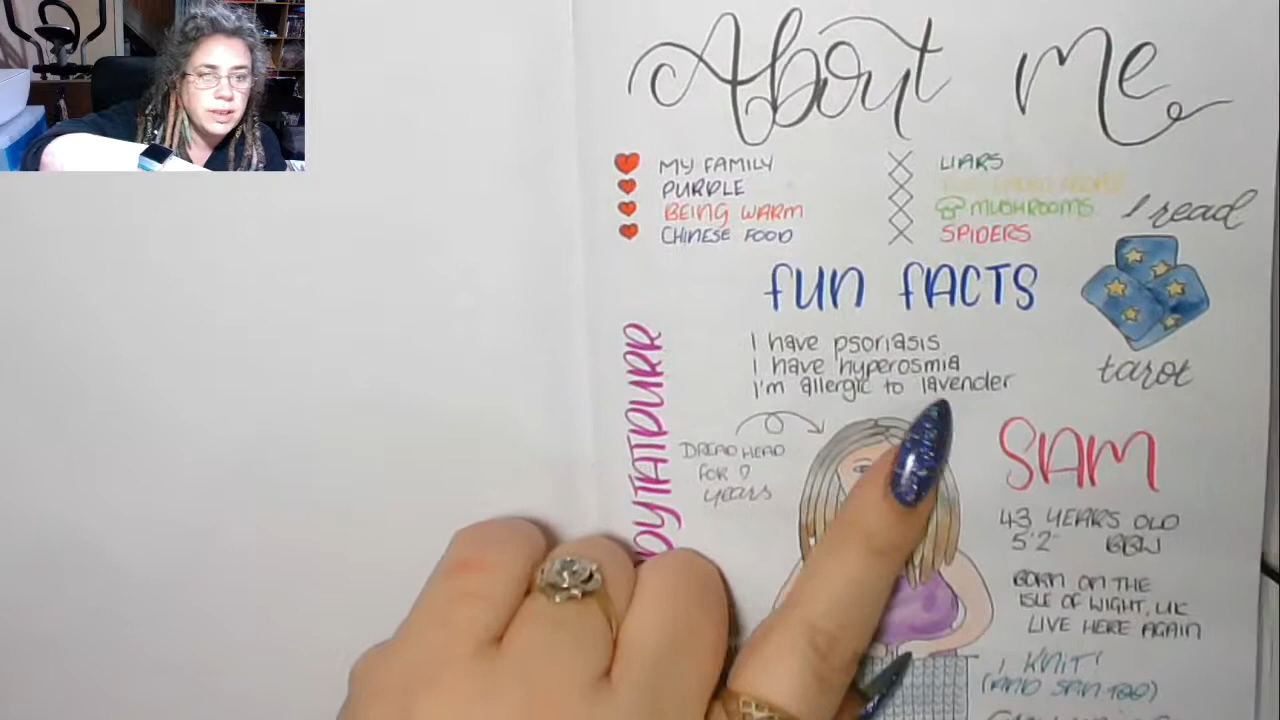 About Me
MY FAMILY
PURPLE
BEING WARM
CHINESE FOOD
LIARS
MUSHROOMS
SPIDERS
I read
tarot
FUN FACTS
I have psoriasis
I have hyperosmia
I'm allergic to lavender
DREAD HEAD
FOR 9
years
SAM
43 YEARS OLD
5'2" BBW
BORN ON THE
ISLE OF WIGHT, UK
LIVE HERE AGAIN
I KNIT!
(AND SPIN TOO)